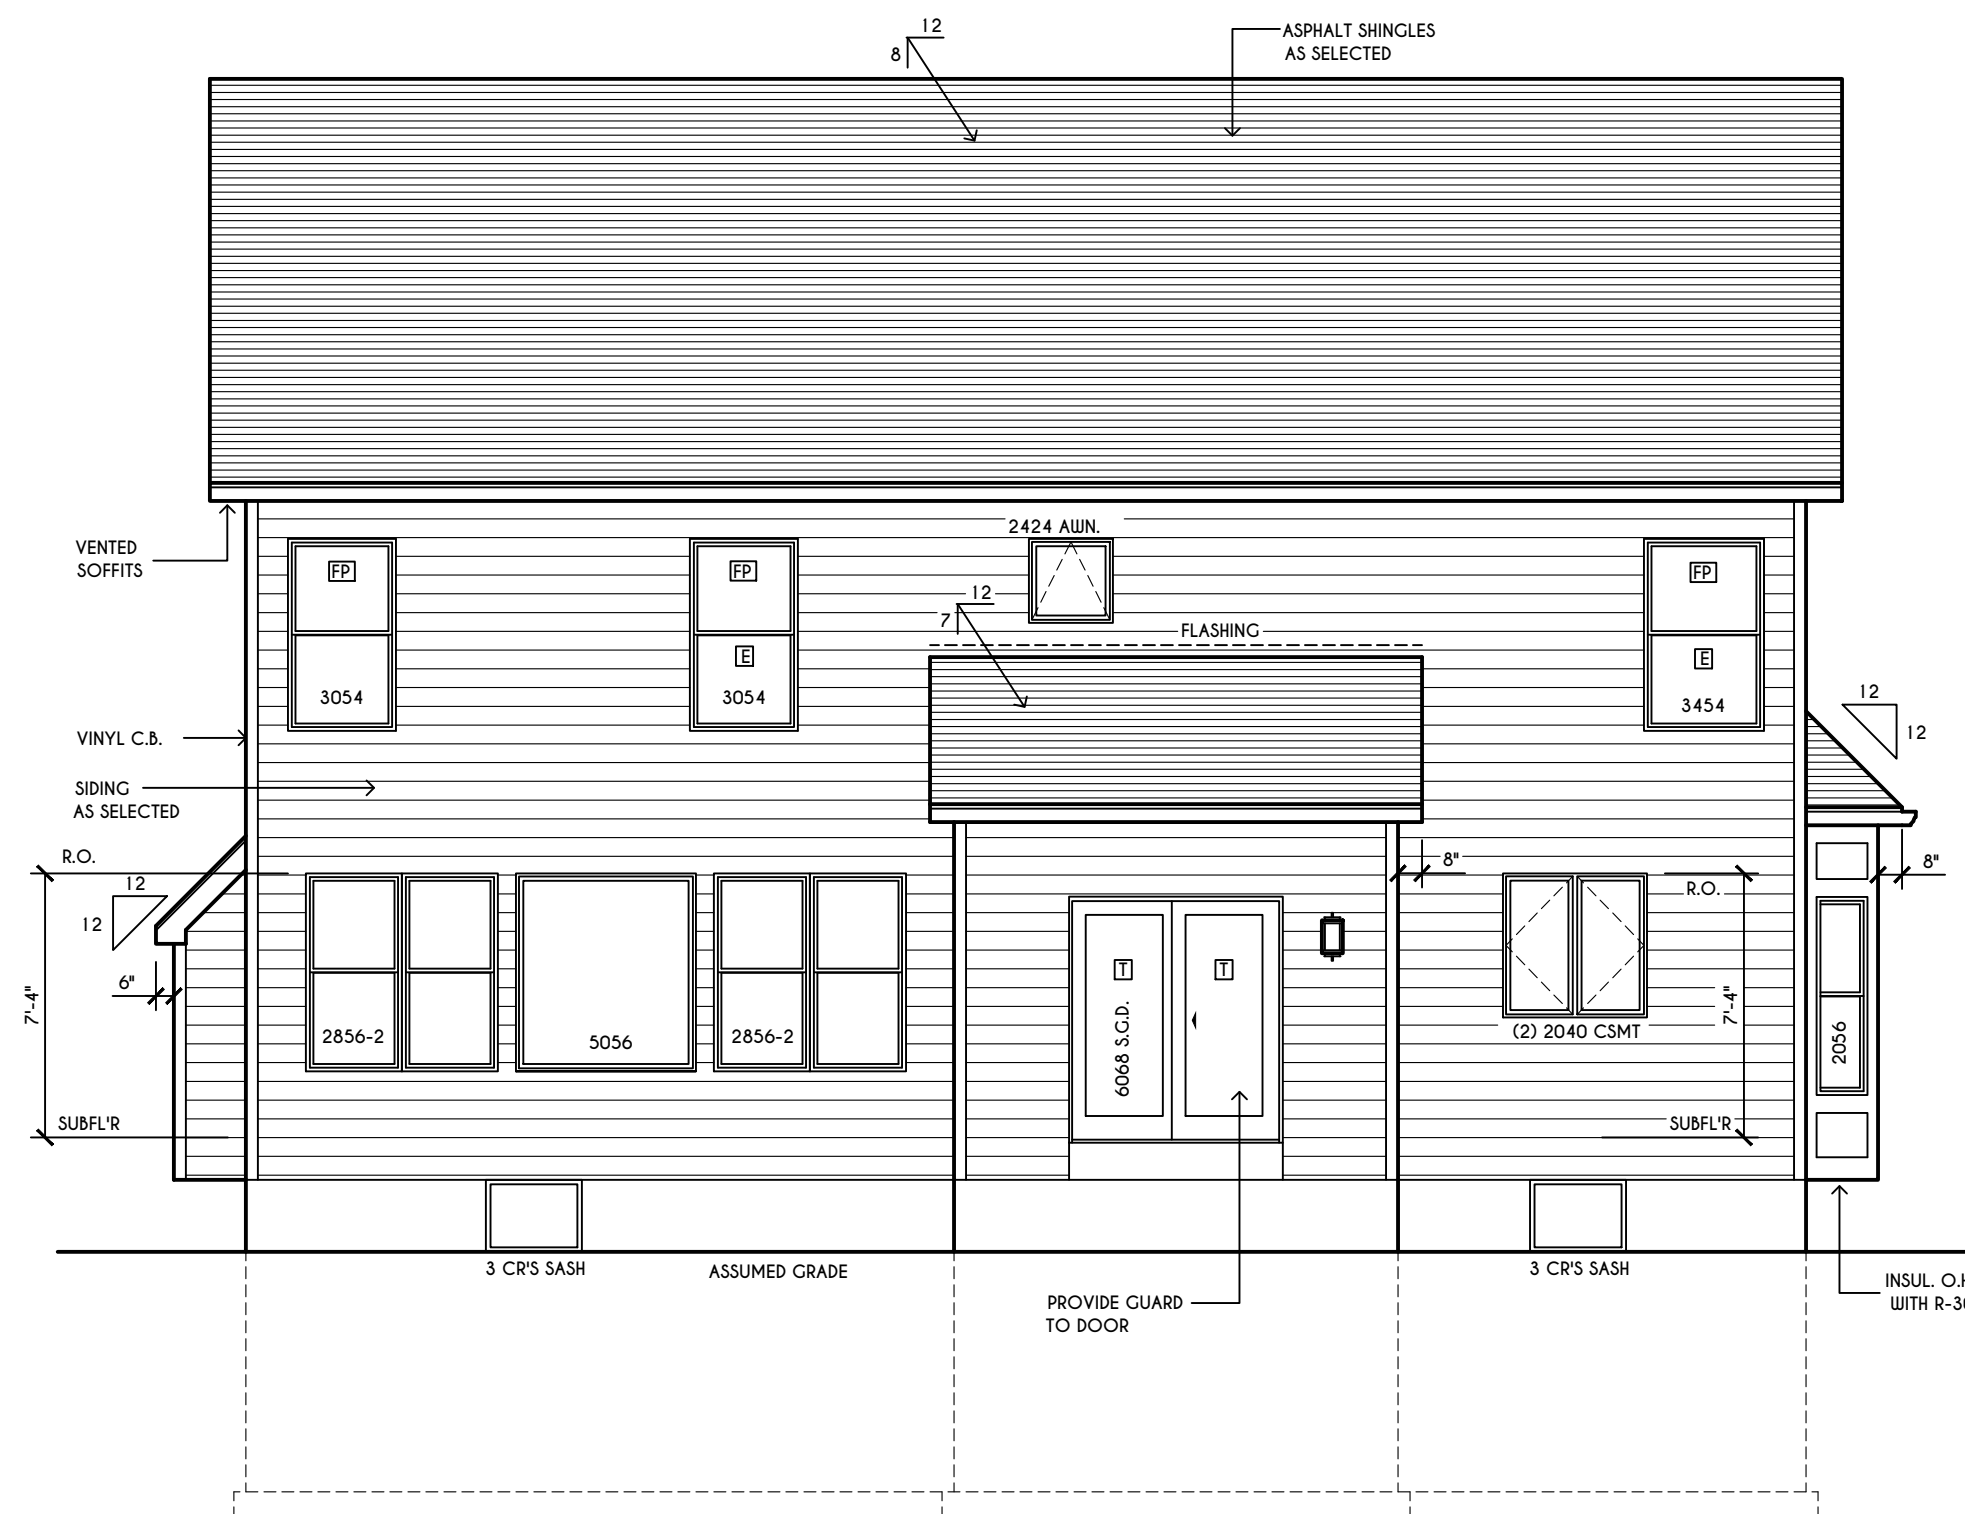 12
8
ASPHALT SHINGLES
AS SELECTED
VENTED
SOFFITS
2424 AWN.
FP
FP
FP
12
7
FLASHING
E
E
3054
3054
3454
12
12
VINYL C.B.
SIDING
AS SELECTED
R.O.
12
12
8"
8"
R.O.
6"
7'-4"
T
T
7'-4"
2856-2
5056
2856-2
6068 S.G.D.
(2) 2040 CSMT
2056
SUBFL'R
SUBFL'R
3 CR'S SASH
ASSUMED GRADE
3 CR'S SASH
PROVIDE GUARD
TO DOOR
INSUL.
WITH